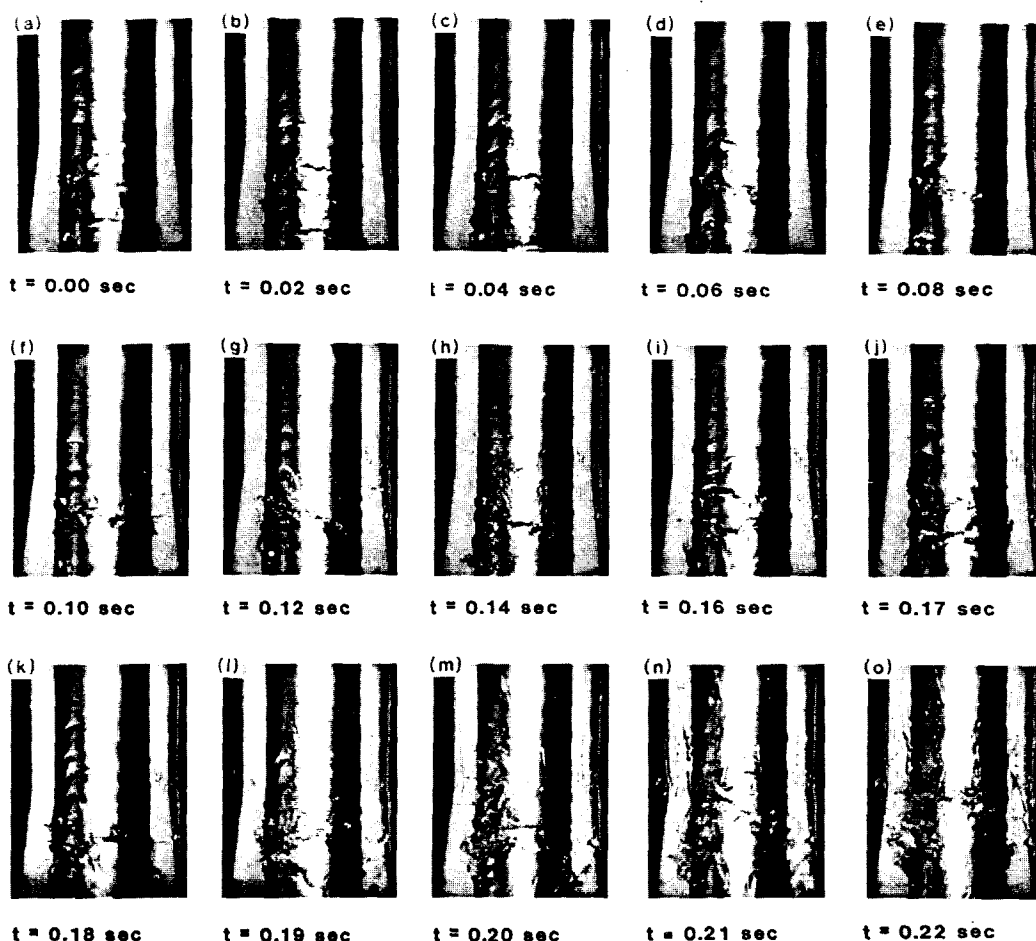 (a) (b) (c) (d) (e)
t = 0.00 sec t = 0.02 sec t = 0.04 sec t = 0.06 sec t = 0.08 sec
(f) (g) (h) (i) (j)
t = 0.10 sec t = 0.12 sec t = 0.14 sec t = 0.16 sec t = 0.17 sec
(k) (l) (m) (n) (o)
t = 0.18 sec t = 0.19 sec t = 0.20 sec t = 0.21 sec t = 0.22 sec